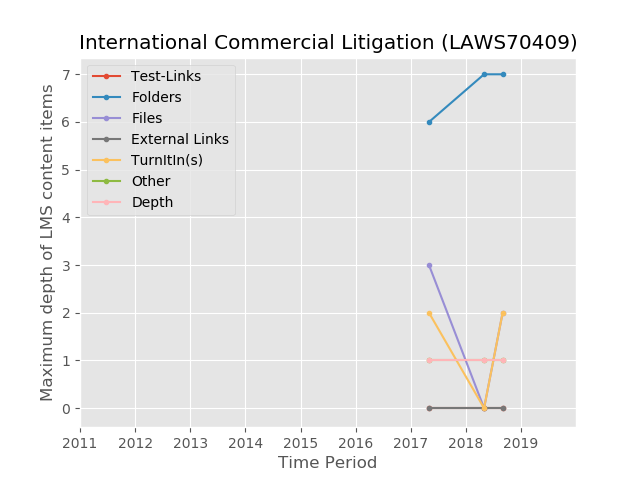 International Commercial Litigation (LAWS70409)
Maximum depth of LMS content items
7
6
5
4
3
2
1
0
Test-Links
Folders
Files
External Links
TurnItIn(s)
Other
Depth
2011 2012 2013 2014 2015 2016 2017 2018 2019
Time Period